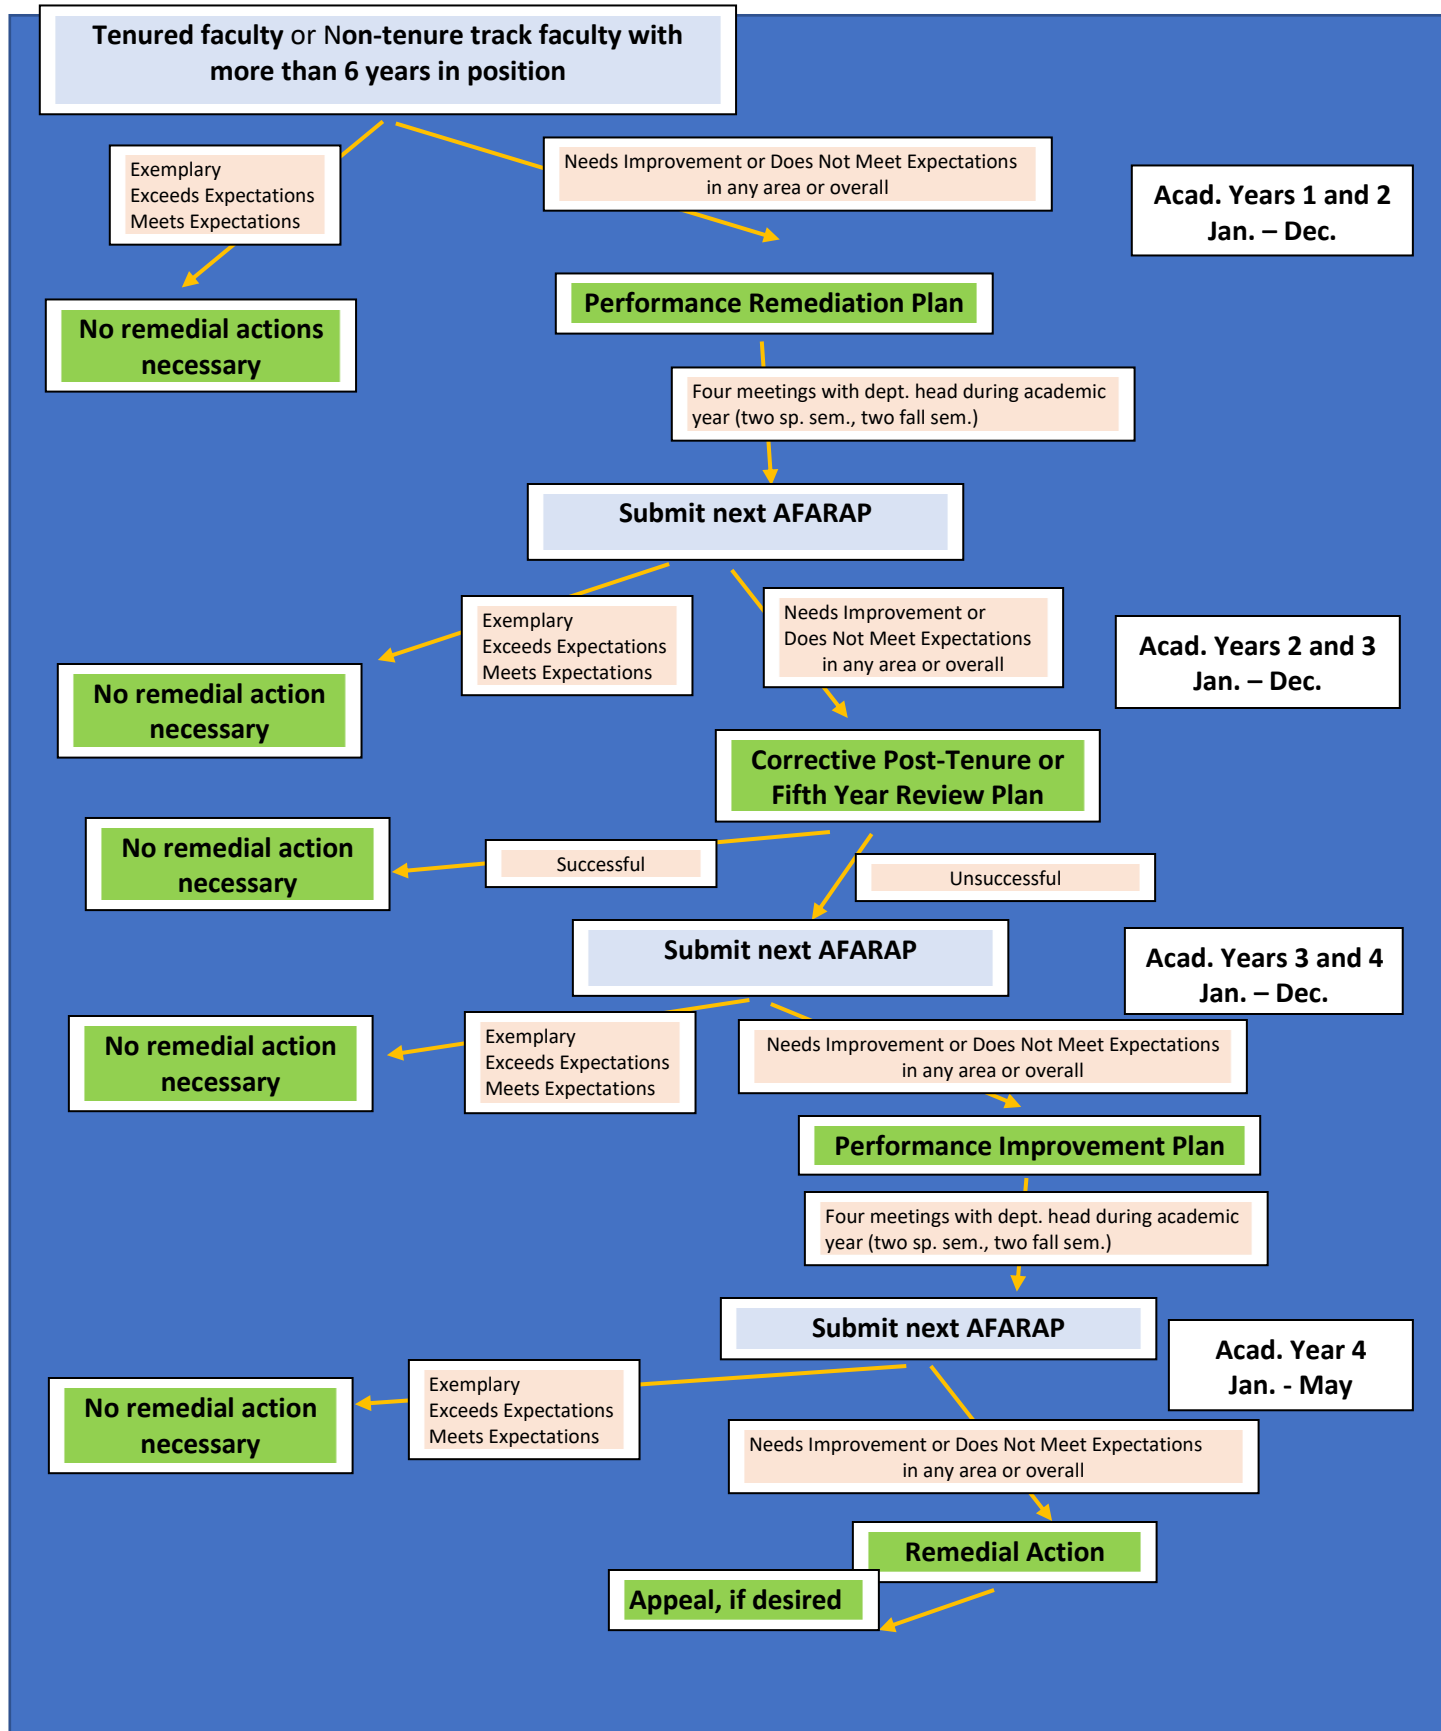 Tenured faculty or Non-tenure track faculty with
more than 6 years in position
Exemplary
Exceeds Expectations
Meets Expectations
Needs Improvement or Does Not Meet Expectations
in any area or overall
Acad. Years 1 and 2
Jan. – Dec.
No remedial actions
necessary
Performance Remediation Plan
Four meetings with dept. head during academic
year (two sp. sem., two fall sem.)
Submit next AFARAP
Exemplary
Exceeds Expectations
Meets Expectations
Needs Improvement or
Does Not Meet Expectations
in any area or overall
Acad. Years 2 and 3
Jan. – Dec.
No remedial action
necessary
Corrective Post-Tenure or
Fifth Year Review Plan
No remedial action
necessary
Successful
Unsuccessful
Submit next AFARAP
Acad. Years 3 and 4
Jan. – Dec.
No remedial action
necessary
Exemplary
Exceeds Expectations
Meets Expectations
Needs Improvement or Does Not Meet Expectations
in any area or overall
Performance Improvement Plan
Four meetings with dept. head during academic
year (two sp. sem., two fall sem.)
Submit next AFARAP
Acad. Year 4
Jan. - May
No remedial action
necessary
Exemplary
Exceeds Expectations
Meets Expectations
Needs Improvement or Does Not Meet Expectations
in any area or overall
Remedial Action
Appeal, if desired